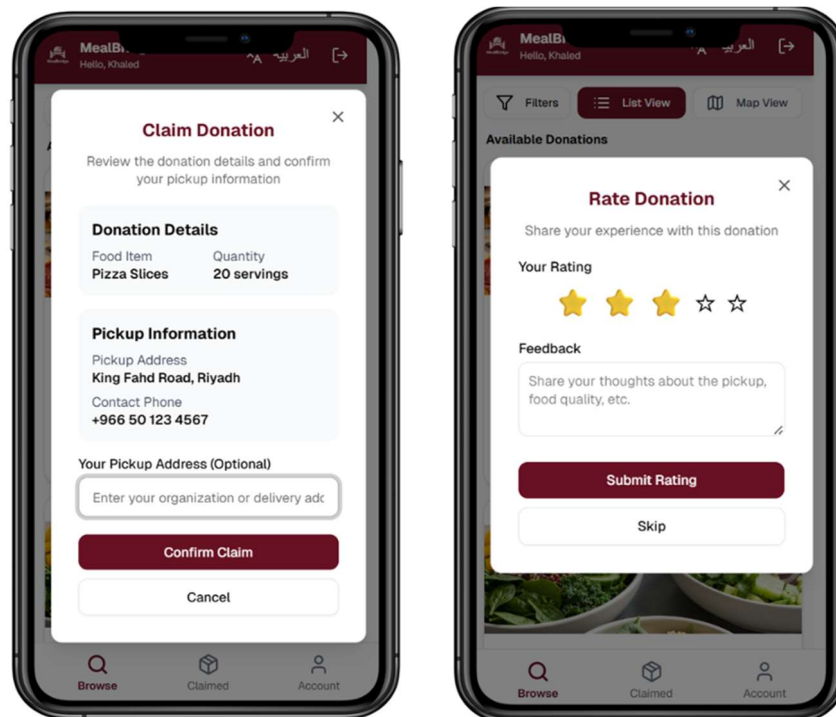 MealBri
Hello, Khaled
العربية
Claim Donation
Review the donation details and confirm
your pickup information
Donation Details
Food Item Quantity
Pizza Slices 20 servings
Pickup Information
Pickup Address
King Fahd Road, Riyadh
Contact Phone
+966 50 123 4567
Your Pickup Address (Optional)
Enter your organization or delivery add
Confirm Claim
Cancel
Browse Claimed Account
MealBri
Hello, Khaled
العربية
Filters List View Map View
Available Donations
Rate Donation
Share your experience with this donation
Your Rating
Feedback
Share your thoughts about the pickup,
food quality, etc.
Submit Rating
Skip
Browse Claimed Account